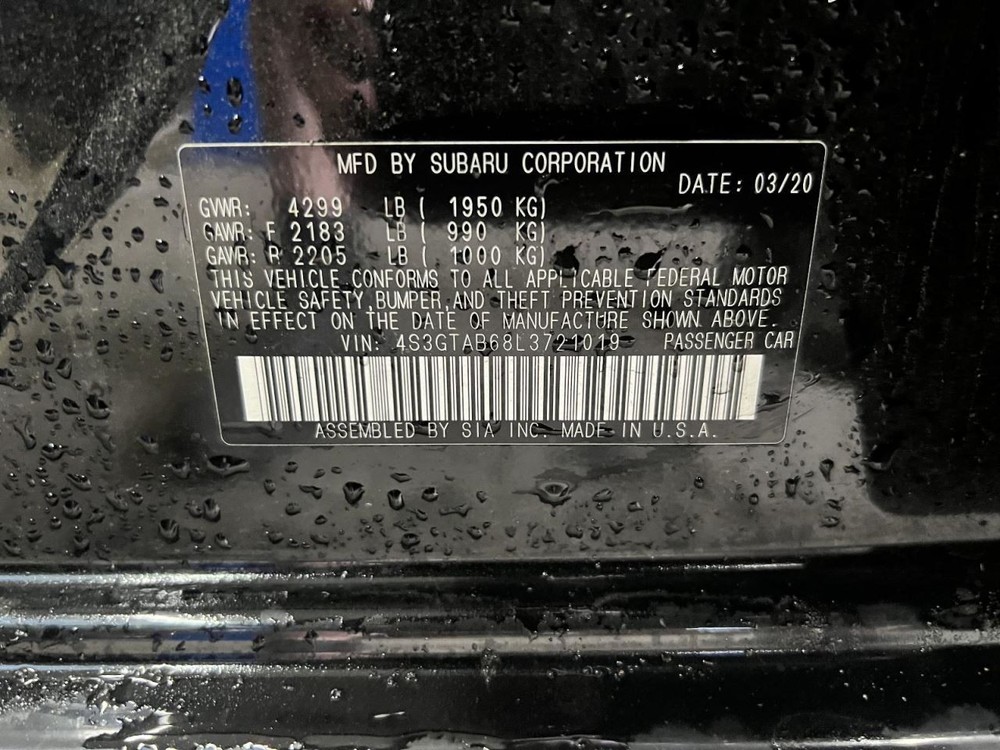 MFD BY SUBARU CORPORATION
DATE: 03/20
GVWR: 4299 LB ( 1950 KG)
GAWR: F 2183 LB ( 990 KG)
GAWR: R 2205 LB ( 1000 KG)
THIS VEHICLE CONFORMS TO ALL APPLICABLE FEDERAL MOTOR
VEHICLE SAFETY,BUMPER,AND THEFT PREVENTION STANDARDS
IN EFFECT ON THE DATE OF MANUFACTURE SHOWN ABOVE.
VIN: 4S3GTAB68L3721019 PASSENGER CAR
ASSEMBLED BY SIA INC. MADE IN U.S.A.